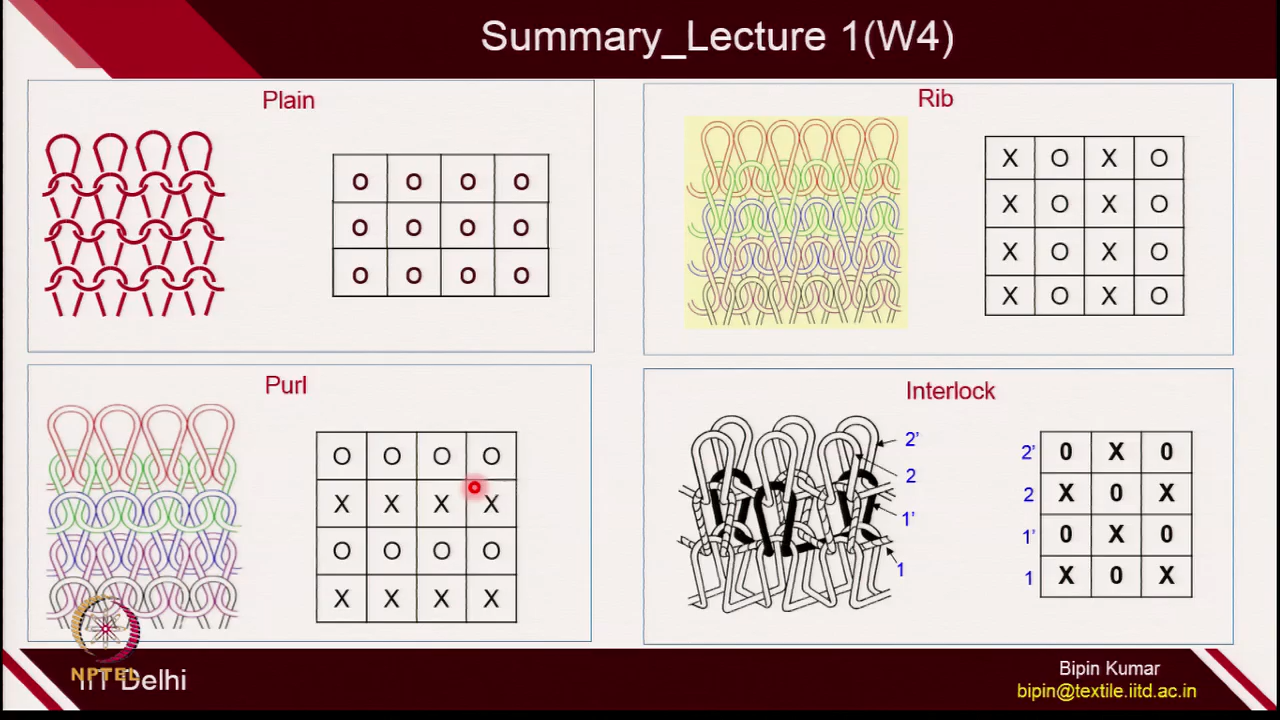 Summary_Lecture 1(W4)
Plain
O O O O
O O O O
O O O O
Rib
X O X O
X O X O
X O X O
X O X O
Purl
O O O O
X X X X
O O O O
X X X X
Interlock
2'
2
1'
1
2' 0 X 0
2 X 0 X
1' 0 X 0
1 X 0 X
NPTEL
IIT Delhi
Bipin Kumar
bipin@textile.iitd.ac.in